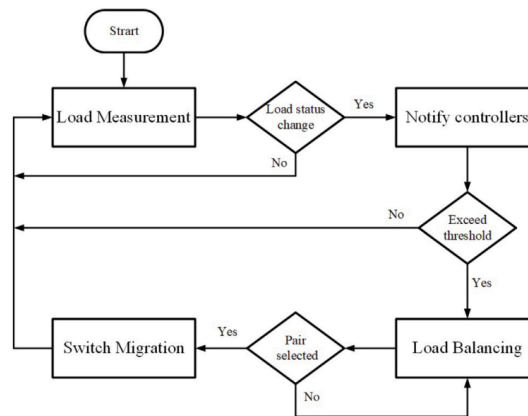 Strart
Load Measurement
Load status
change
Yes
Notify controllers
No
No
Exceed
threshold
Yes
Switch Migration
Yes
Pair
selected
Load Balancing
No